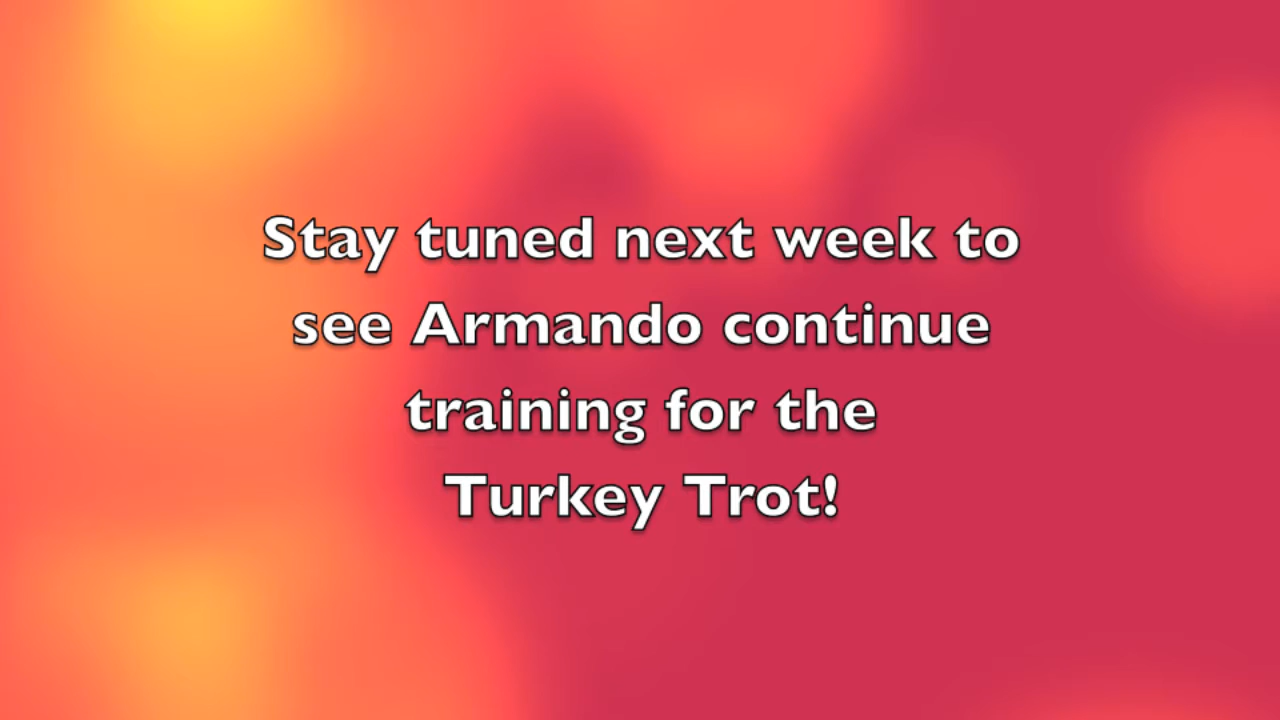 Stay tuned next week to
see Armando continue
training for the
Turkey Trot!